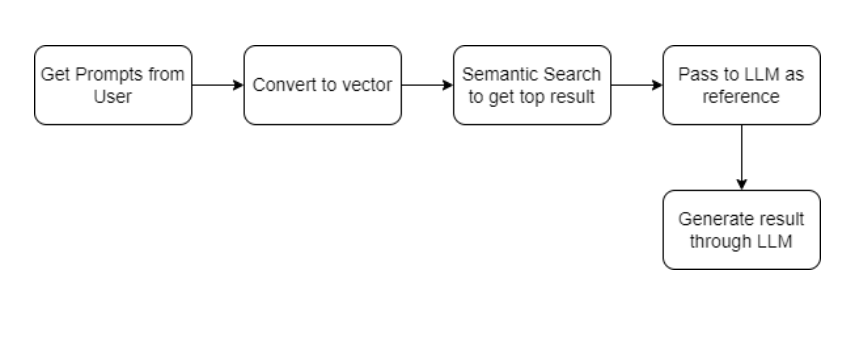 Get Prompts from
User
Convert to vector
Semantic Search
to get top result
Pass to LLM as
reference
Generate result
through LLM